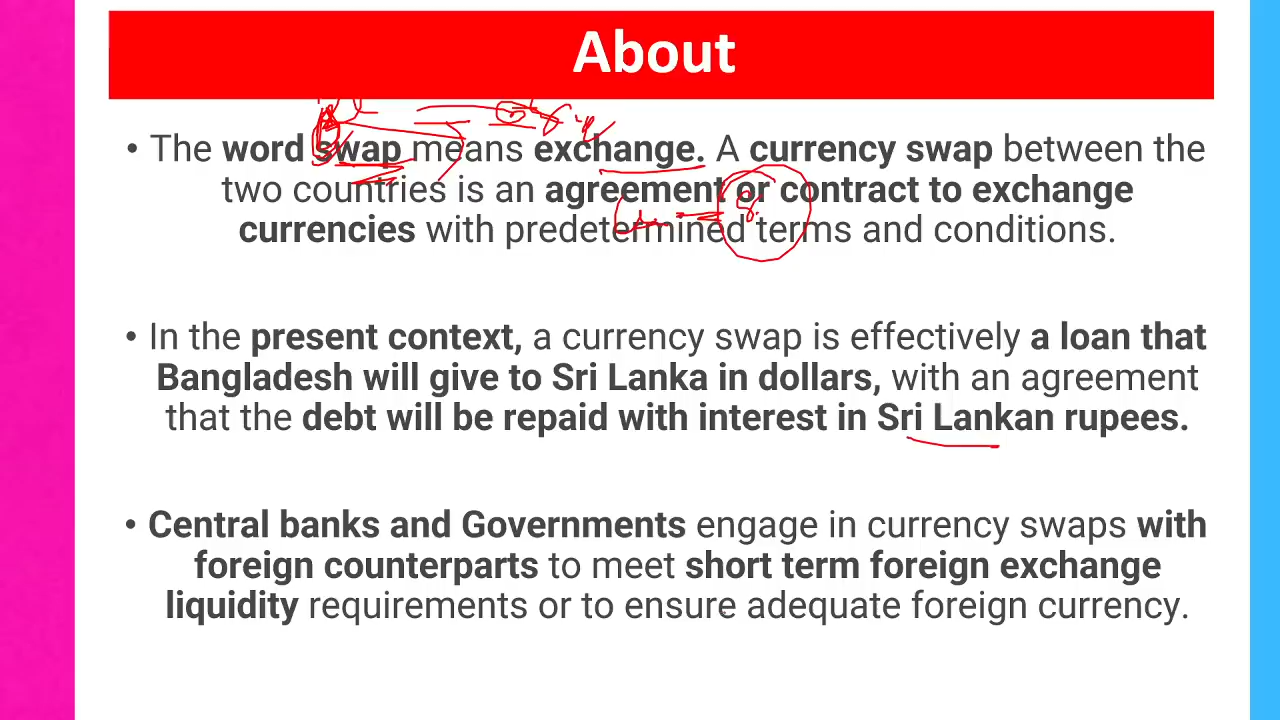 About
• The word swap means exchange. A currency swap between the
two countries is an agreement or contract to exchange
currencies with predetermined terms and conditions.
• In the present context, a currency swap is effectively a loan that
Bangladesh will give to Sri Lanka in dollars, with an agreement
that the debt will be repaid with interest in Sri Lankan rupees.
• Central banks and Governments engage in currency swaps with
foreign counterparts to meet short term foreign exchange
liquidity requirements or to ensure adequate foreign currency.